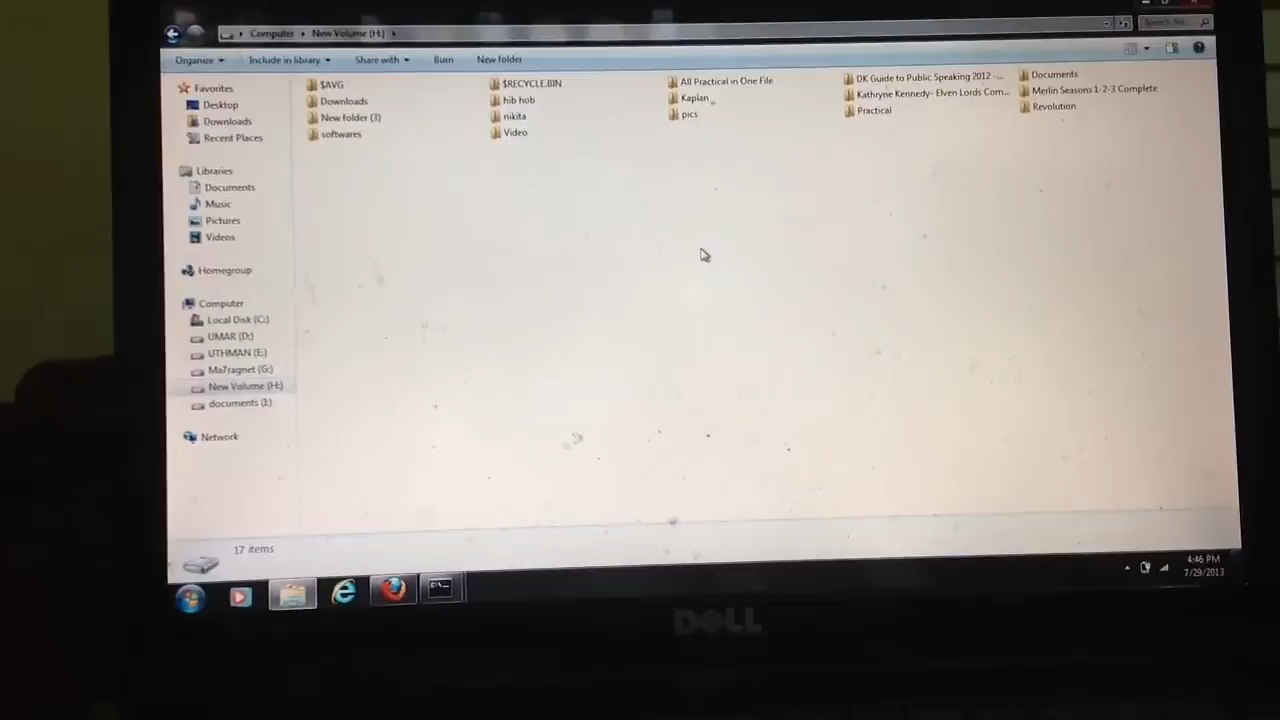 Computer ▸ New Volume (H:) ▸
Organize Include in library Share with Burn New folder
Favorites
Desktop
Downloads
Recent Places
Libraries
Documents
Music
Pictures
Videos
Homegroup
Computer
Local Disk (C:)
UMAR (D:)
UTHMAN (E:)
Ma7ragnet (G:)
New Volume (H:)
documents (I:)
Network
$AVG
Downloads
New folder (3)
softwares
$RECYCLE.BIN
hib hob
nikita
Video
All Practical in One File
Kaplan_
pics
DK Guide to Public Speaking 2012 -...
Kathryne Kennedy- Elven Lords Com...
Practical
Documents
Merlin Seasons 1-2-3 Complete
Revolution
17 items
4:46 PM
7/29/2013
DELL